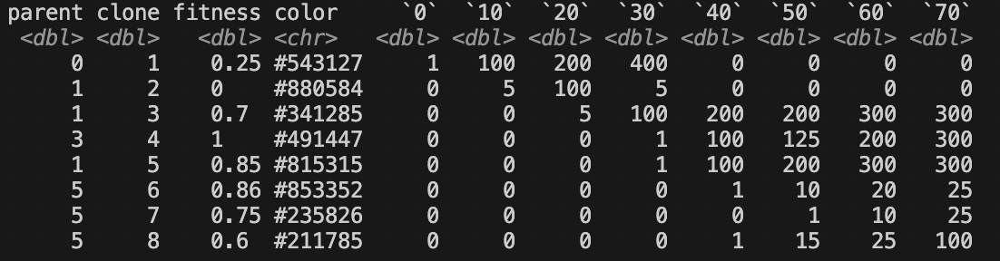 parent clone fitness color `0` `10` `20` `30` `40` `50` `60` `70`
<dbl> <dbl> <dbl> <chr> <dbl> <dbl> <dbl> <dbl> <dbl> <dbl> <dbl> <dbl>
0 1 0.25 #543127 1 100 200 400 0 0 0 0
1 2 0 #880584 0 5 100 5 0 0 0 0
1 3 0.7 #341285 0 0 5 100 200 200 300 300
3 4 1 #491447 0 0 0 1 100 125 200 300
1 5 0.85 #815315 0 0 0 1 100 200 300 300
5 6 0.86 #853352 0 0 0 0 1 10 20 25
5 7 0.75 #235826 0 0 0 0 0 1 10 25
5 8 0.6 #211785 0 0 0 0 1 15 25 100